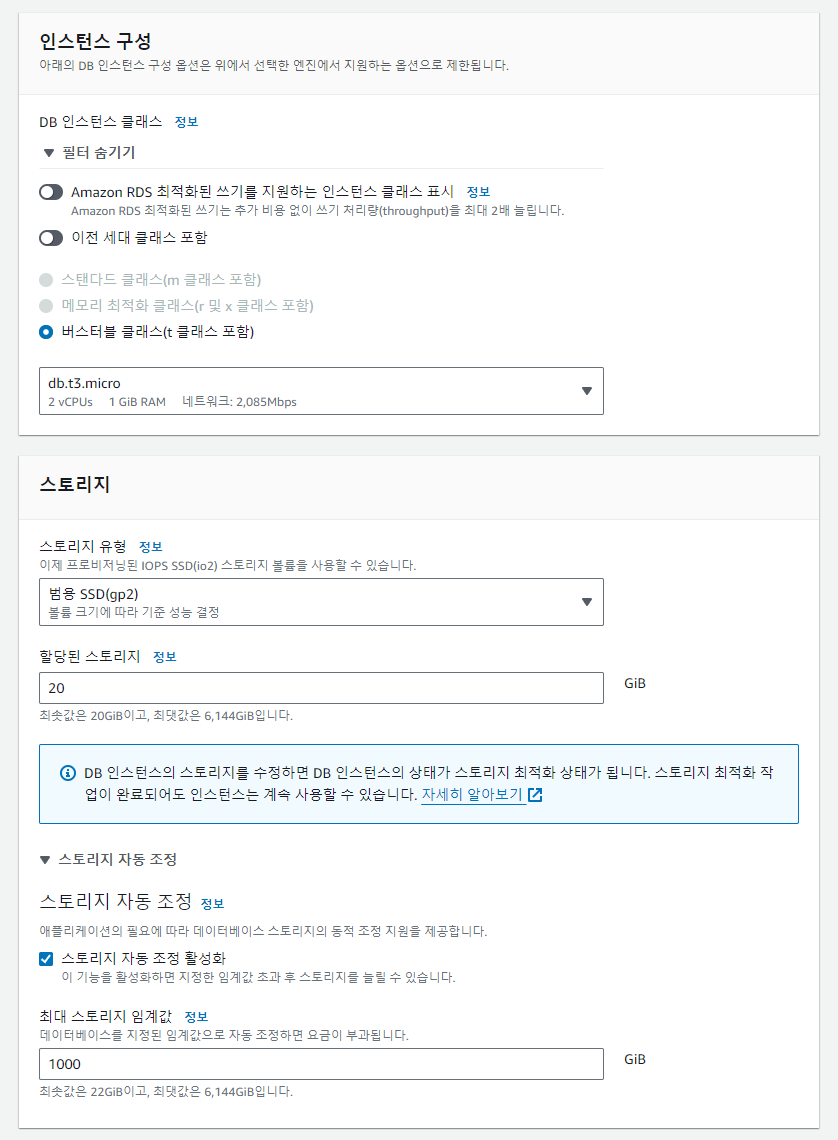 인스턴스 구성
아래의 DB 인스턴스 구성 옵션은 위에서 선택한 엔진에서 지원하는 옵션으로 제한됩니다.
DB 인스턴스 클래스 정보
필터 숨기기
Amazon RDS 최적화된 쓰기를 지원하는 인스턴스 클래스 표시 정보
Amazon RDS 최적화된 쓰기는 추가 비용 없이 쓰기 처리량(throughput)을 최대 2배 늘립니다.
이전 세대 클래스 포함
스탠다드 클래스(m 클래스 포함)
메모리 최적화 클래스(r 및 x 클래스 포함)
버스터블 클래스(t 클래스 포함)
db.t3.micro
2 vCPUs 1 GiB RAM 네트워크: 2,085Mbps
스토리지
스토리지 유형 정보
이제 프로비저닝된 IOPS SSD(io2) 스토리지 볼륨을 사용할 수 있습니다.
범용 SSD(gp2)
볼륨 크기에 따라 기준 성능 결정
할당된 스토리지 정보
20 GiB
최솟값은 20GiB이고, 최댓값은 6,144GiB입니다.
DB 인스턴스의 스토리지를 수정하면 DB 인스턴스의 상태가 스토리지 최적화 상태가 됩니다. 스토리지 최적화 작
업이 완료되어도 인스턴스는 계속 사용할 수 있습니다. 자세히 알아보기
스토리지 자동 조정
스토리지 자동 조정 정보
애플리케이션의 필요에 따라 데이터베이스 스토리지의 동적 조정 지원을 제공합니다.
스토리지 자동 조정 활성화
이 기능을 활성화하면 지정한 임계값 초과 후 스토리지를 늘릴 수 있습니다.
최대 스토리지 임계값 정보
데이터베이스를 지정된 임계값으로 자동 조정하면 요금이 부과됩니다.
1000 GiB
최솟값은 22GiB이고, 최댓값은 6,144GiB입니다.